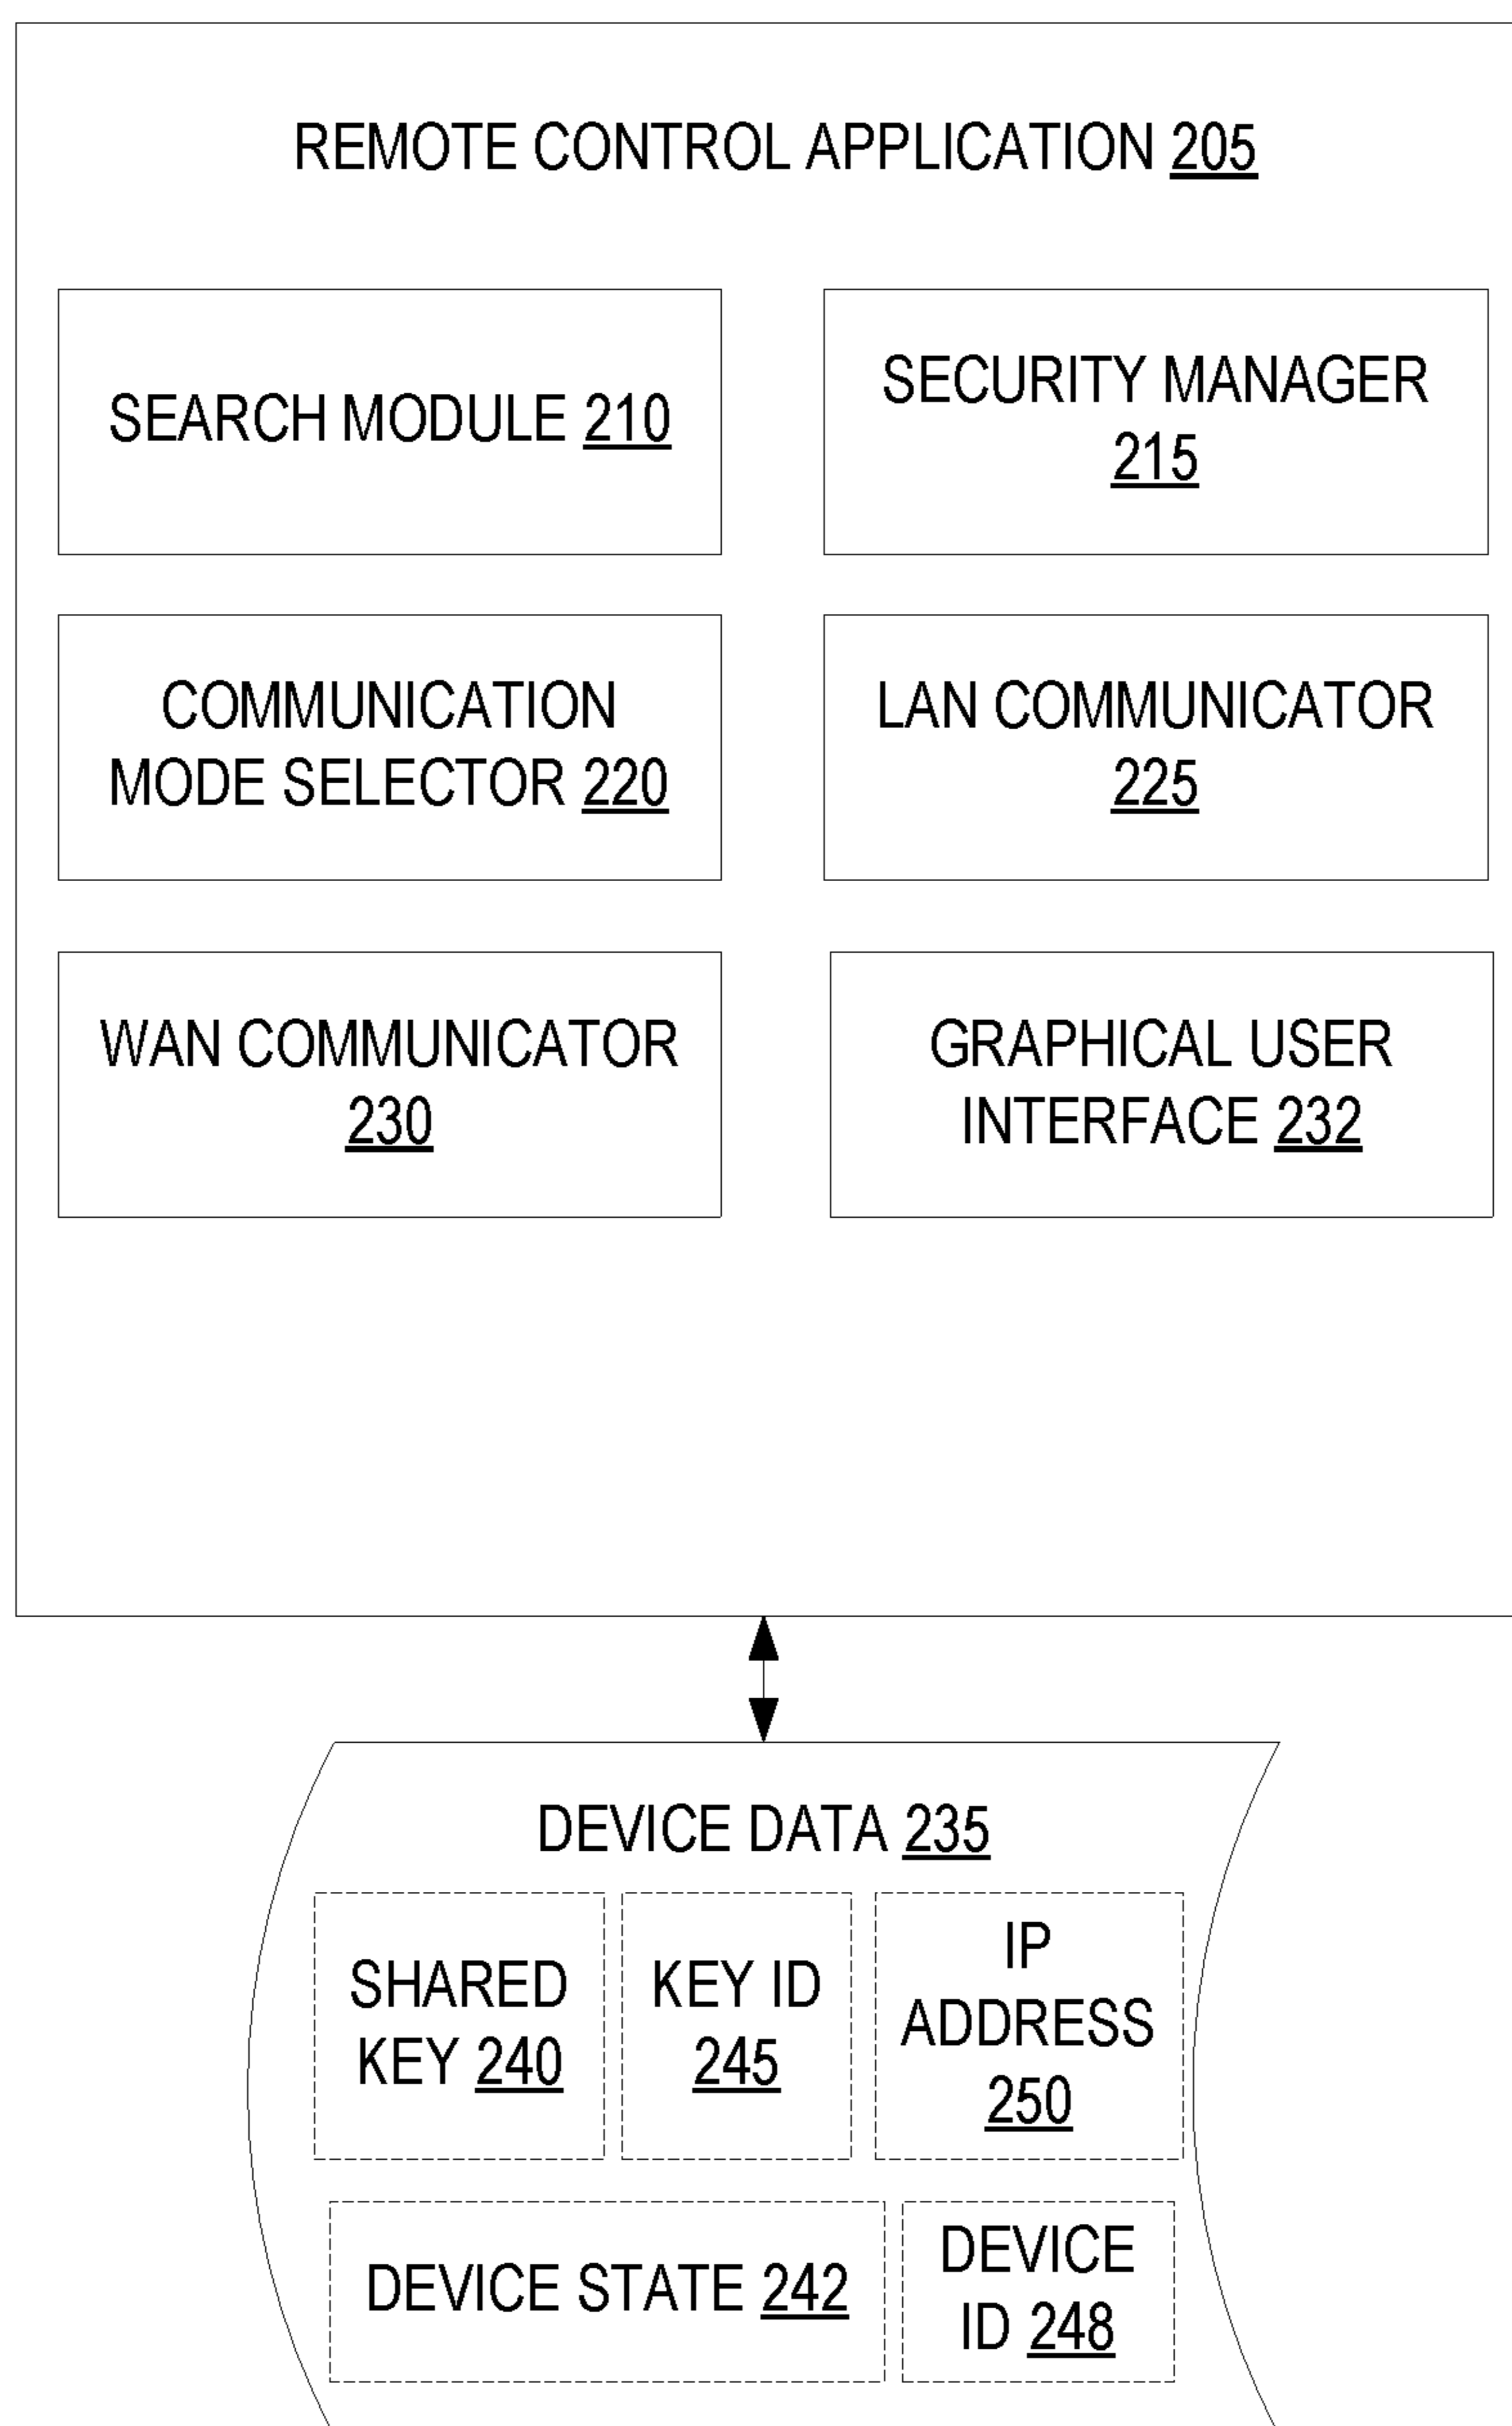 REMOTE CONTROL APPLICATION 205
SEARCH MODULE 210
SECURITY MANAGER
215
COMMUNICATION
MODE SELECTOR 220
LAN COMMUNICATOR
225
WAN COMMUNICATOR
230
GRAPHICAL USER
INTERFACE 232
DEVICE DATA 235
SHARED
KEY 240
KEY ID
245
IP
ADDRESS
250
DEVICE STATE 242
DEVICE
ID 248